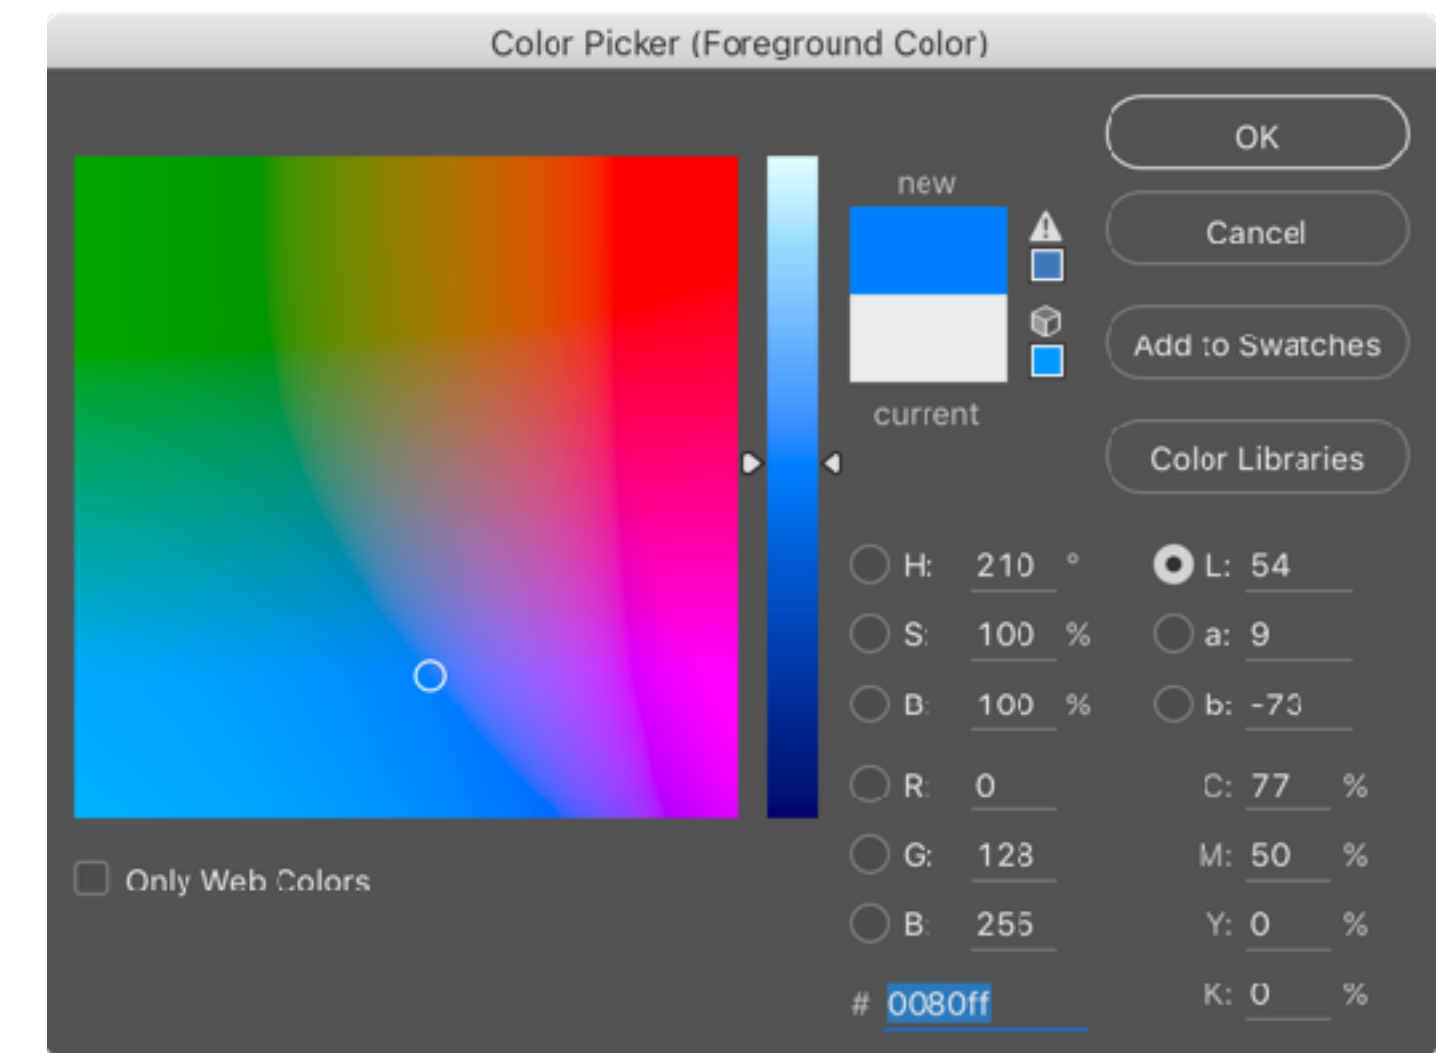 Color Picker (Foreground Color)
OK
new
Cancel
Add to Swatches
current
Color Libraries
H: 210 ° L: 54
S: 100 % a: 9
B: 100 % b: -73
R: 0 C: 77 %
G: 128 M: 50 %
Only Web Colors
B: 255 Y: 0 %
# 0080ff K: 0 %